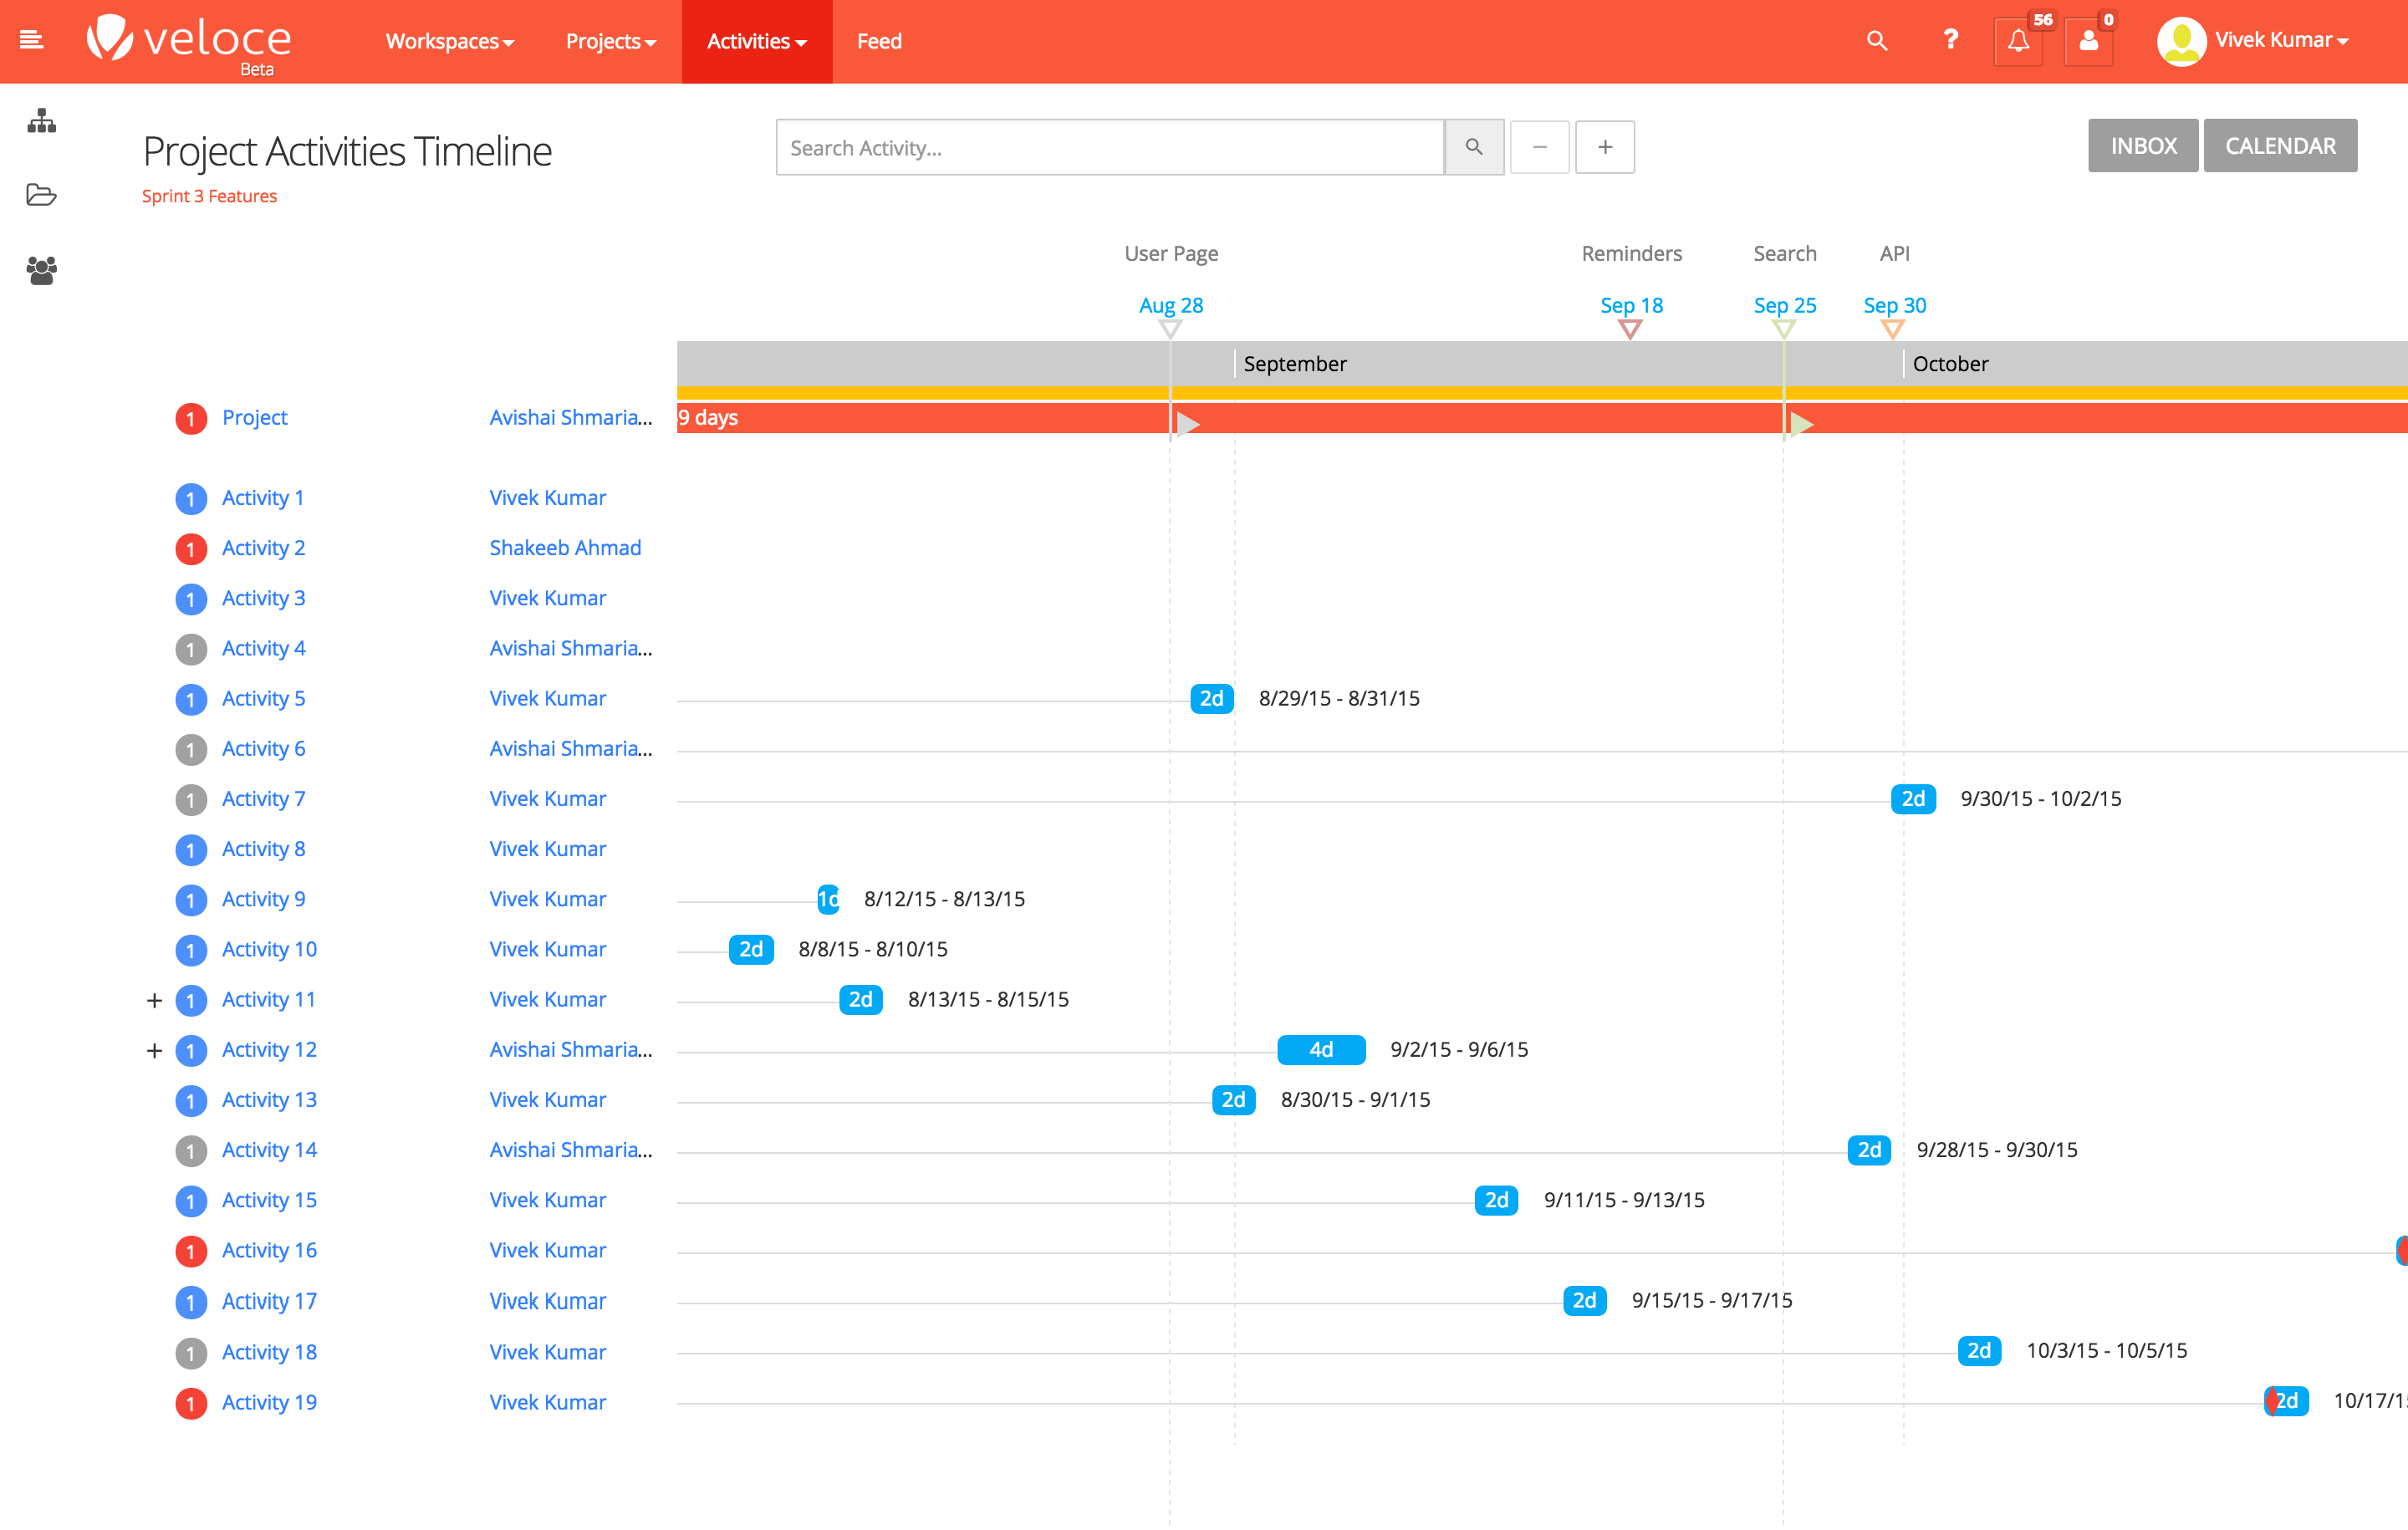 veloce
Beta
Workspaces
Projects
Activities
Feed
?
56
0
Vivek Kumar
Project Activities Timeline
Sprint 3 Features
Search Activity...
−
+
INBOX
CALENDAR
User Page
Reminders
Search
API
Aug 28
Sep 18
Sep 25
Sep 30
September
October
1 Project Avishai Shmaria... 9 days
1 Activity 1 Vivek Kumar
1 Activity 2 Shakeeb Ahmad
1 Activity 3 Vivek Kumar
1 Activity 4 Avishai Shmaria...
1 Activity 5 Vivek Kumar 2d 8/29/15 - 8/31/15
1 Activity 6 Avishai Shmaria...
1 Activity 7 Vivek Kumar 2d 9/30/15 - 10/2/15
1 Activity 8 Vivek Kumar
1 Activity 9 Vivek Kumar 1d 8/12/15 - 8/13/15
1 Activity 10 Vivek Kumar 2d 8/8/15 - 8/10/15
+ 1 Activity 11 Vivek Kumar 2d 8/13/15 - 8/15/15
+ 1 Activity 12 Avishai Shmaria... 4d 9/2/15 - 9/6/15
1 Activity 13 Vivek Kumar 2d 8/30/15 - 9/1/15
1 Activity 14 Avishai Shmaria... 2d 9/28/15 - 9/30/15
1 Activity 15 Vivek Kumar 2d 9/11/15 - 9/13/15
1 Activity 16 Vivek Kumar
1 Activity 17 Vivek Kumar 2d 9/15/15 - 9/17/15
1 Activity 18 Vivek Kumar 2d 10/3/15 - 10/5/15
1 Activity 19 Vivek Kumar 2d